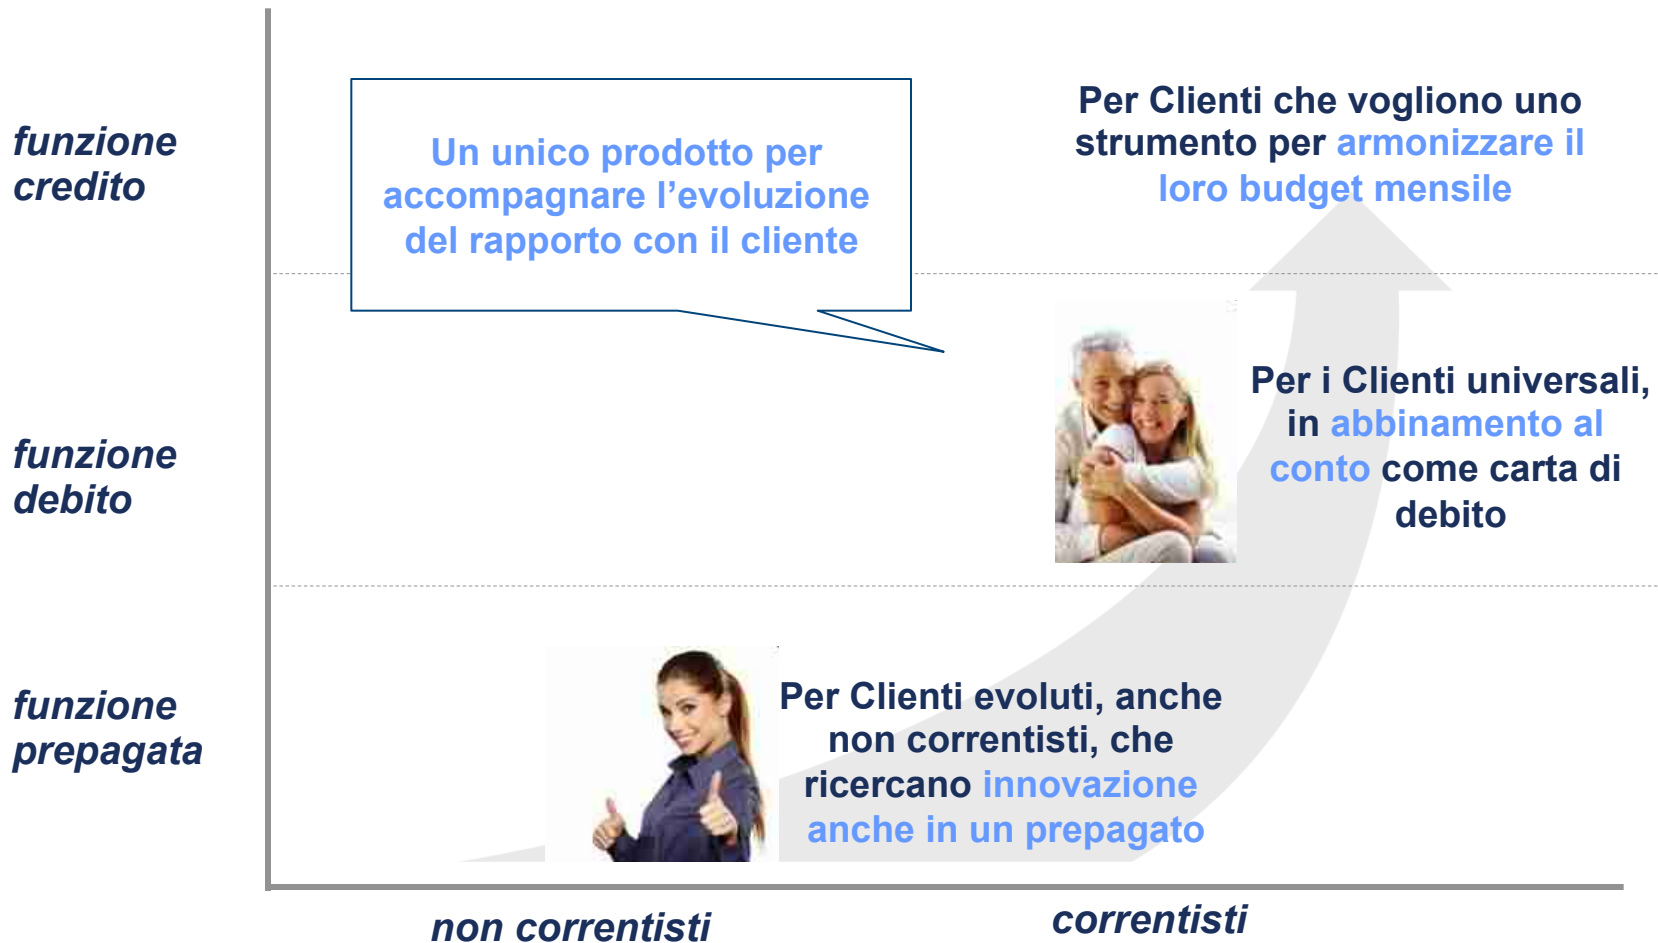 funzione
credito
Un unico prodotto per
accompagnare l’evoluzione
del rapporto con il cliente
Per Clienti che vogliono uno
strumento per armonizzare il
loro budget mensile
funzione
debito
Per i Clienti universali,
in abbinamento al
conto come carta di
debito
funzione
prepagata
Per Clienti evoluti, anche
non correntisti, che
ricercano innovazione
anche in un prepagato
non correntisti
correntisti